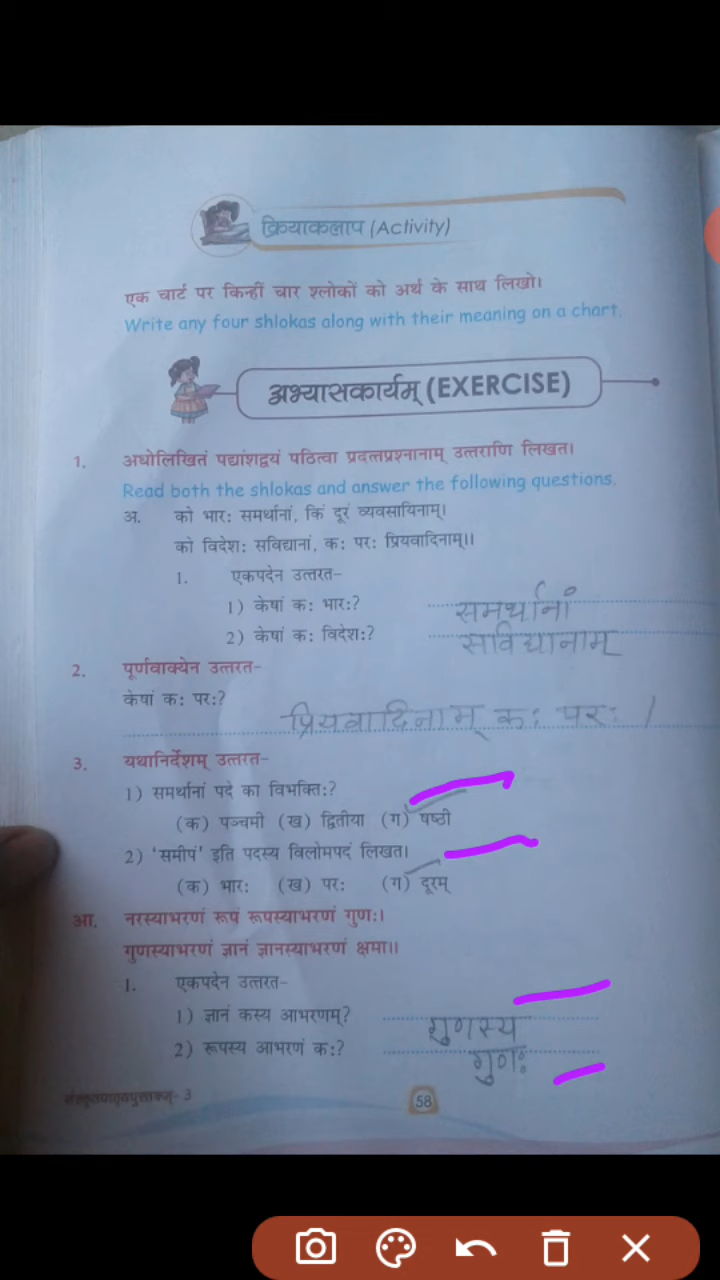 क्रियाकलाप (Activity)
एक चार्ट पर किन्हीं चार श्लोकों को अर्थ के साथ लिखो।
Write any four shlokas along with their meaning on a chart.
अभ्यासकार्यम् (EXERCISE)
1. अधोलिखितं पद्यांशद्वयं पठित्वा प्रदत्तप्रश्नानाम् उत्तराणि लिखत।
Read both the shlokas and answer the following questions.
अ. को भारः समर्थानां, किं दूरं व्यवसायिनाम्।
को विदेशः सविद्यानां, कः परः प्रियवादिनाम्।।
1. एकपदेन उत्तरत-
1) केषां कः भारः? समर्थानां
2) केषां कः विदेशः? सविद्यानाम्
2. पूर्णवाक्येन उत्तरत-
केषां कः परः?
प्रियवादिनाम् कः परः ।
3. यथानिर्देशम् उत्तरत-
1) समर्थानां पदे का विभक्तिः?
(क) पञ्चमी (ख) द्वितीया (ग) षष्ठी
2) 'समीपं' इति पदस्य विलोमपदं लिखत।
(क) भारः (ख) परः (ग) दूरम्
आ. नरस्याभरणं रूपं रूपस्याभरणं गुणः।
गुणस्याभरणं ज्ञानं ज्ञानस्याभरणं क्षमा।।
1. एकपदेन उत्तरत-
1) ज्ञानं कस्य आभरणम्? गुणस्य
2) रूपस्य आभरणं कः? गुणः
संस्कृतपाठ्यपुस्तकम्- 3
58